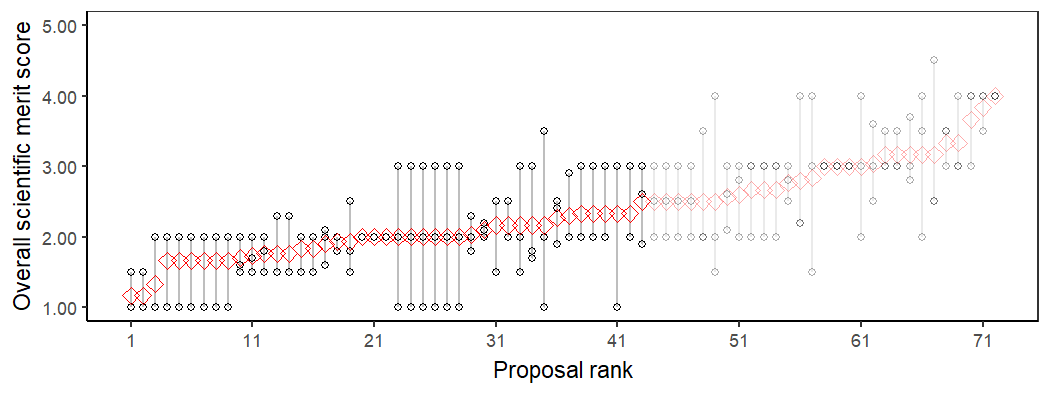 Overall scientific merit score
5.00
4.00
3.00
2.00
1.00
1 11 21 31 41 51 61 71
Proposal rank